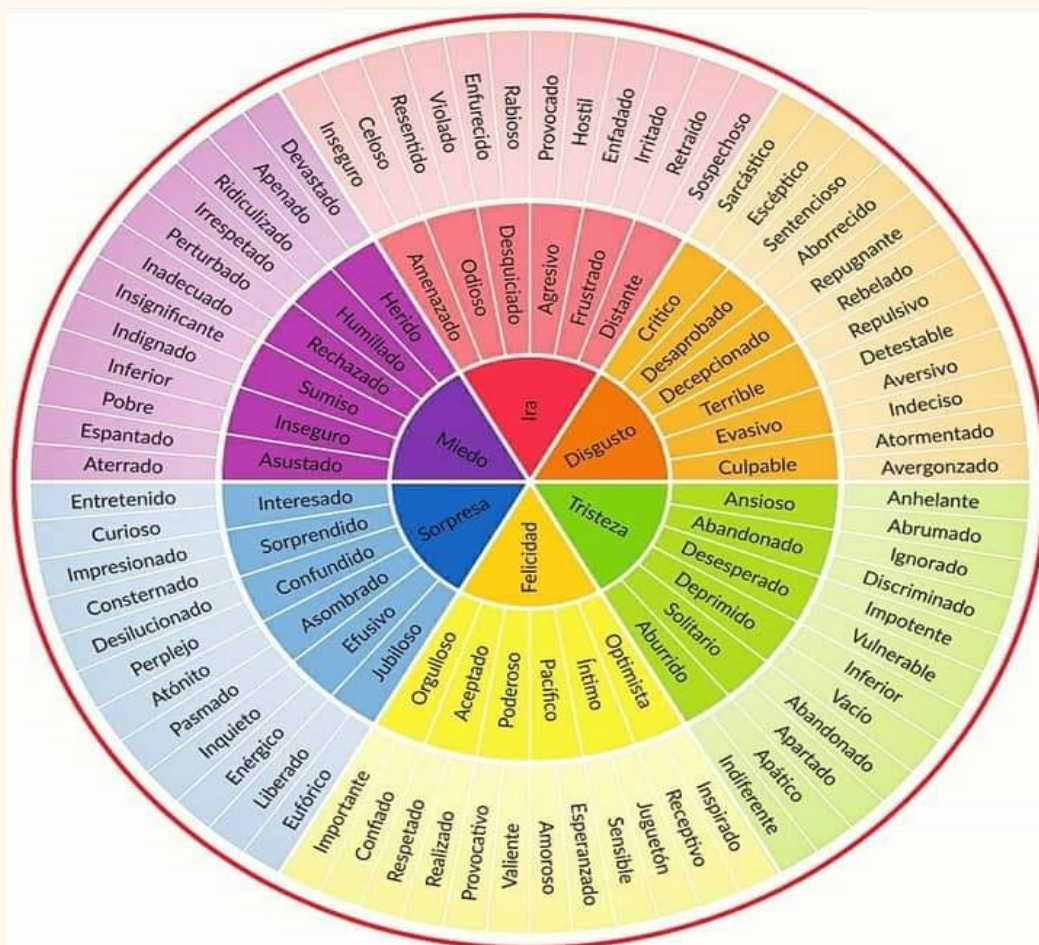 Ira
Disgusto
Tristeza
Felicidad
Sorpresa
Miedo
Amenazado
Odioso
Desquiciado
Agresivo
Frustrado
Distante
Crítico
Desaprobado
Decepcionado
Terrible
Evasivo
Culpable
Ansioso
Abandonado
Desesperado
Deprimido
Solitario
Aburrido
Optimista
Íntimo
Pacífico
Poderoso
Aceptado
Orgulloso
Jubiloso
Efusivo
Asombrado
Confundido
Sorprendido
Interesado
Asustado
Inseguro
Sumiso
Rechazado
Humillado
Herido
Inseguro
Celoso
Resentido
Violado
Enfurecido
Rabioso
Provocado
Hostil
Enfadado
Irritado
Retraído
Sospechoso
Sarcástico
Escéptico
Sentencioso
Aborrecido
Repugnante
Rebelado
Repulsivo
Detestable
Aversivo
Indeciso
Atormentado
Avergonzado
Anhelante
Abrumado
Ignorado
Discriminado
Impotente
Vulnerable
Inferior
Vacío
Abandonado
Apartado
Apático
Indiferente
Inspirado
Receptivo
Juguetón
Sensible
Esperanzado
Amoroso
Valiente
Provocativo
Realizado
Respetado
Confiado
Importante
Eufórico
Liberado
Enérgico
Inquieto
Pasmado
Atónito
Perplejo
Desilucionado
Consternado
Impresionado
Curioso
Entretenido
Aterrado
Espantado
Pobre
Inferior
Indignado
Insignificante
Inadecuado
Perturbado
Irrespetado
Ridiculizado
Apenado
Devastado